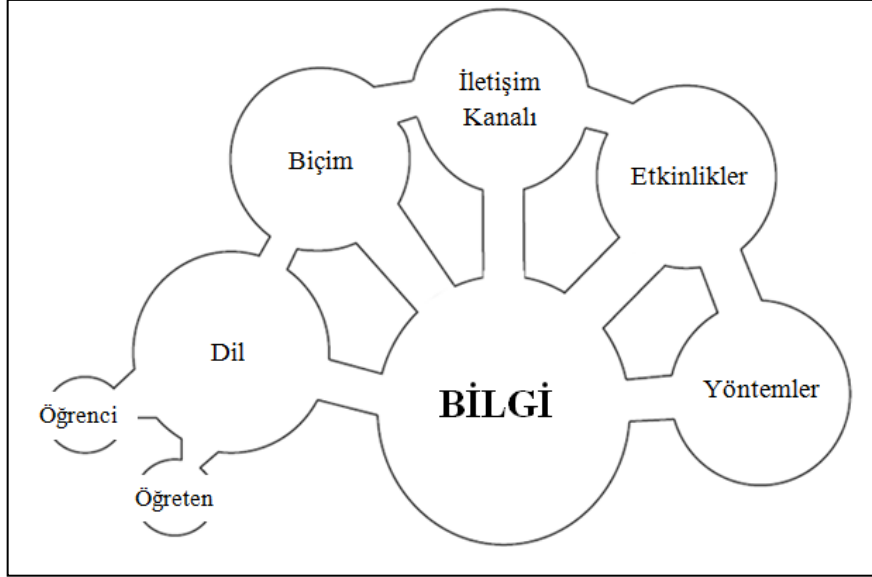 İletişim
Kanalı
Biçim
Etkinlikler
Dil
Yöntemler
BİLGİ
Öğrenci
Öğreten